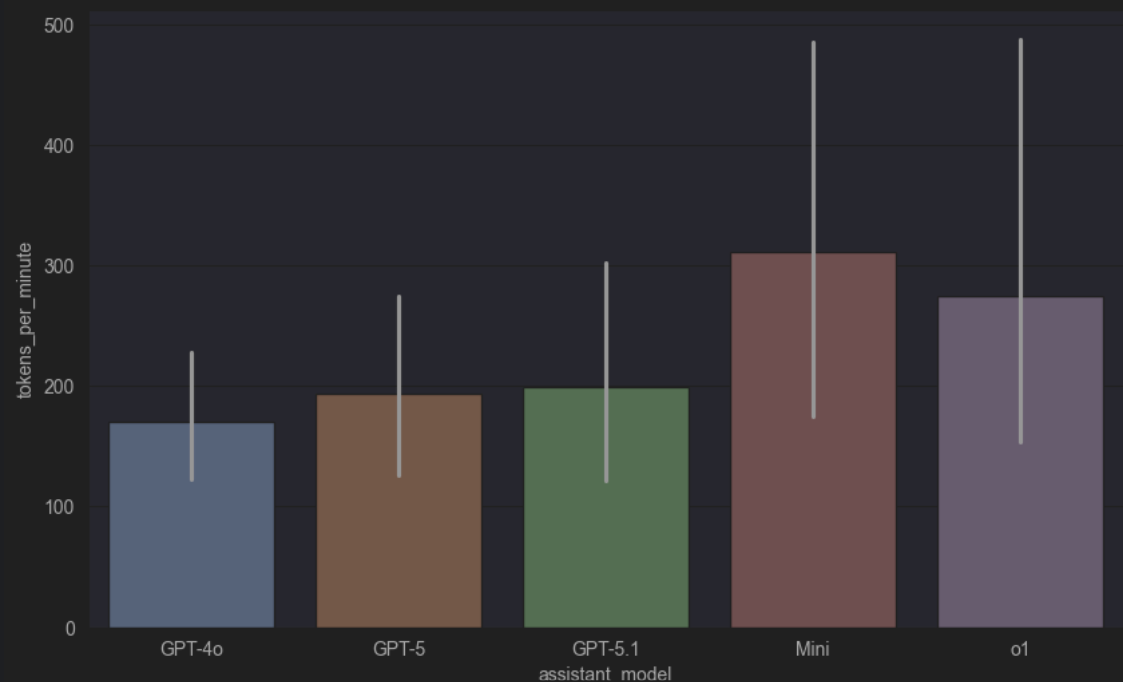 500
400
300
200
100
0
tokens_per_minute
GPT-4o GPT-5 GPT-5.1 Mini o1
assistant_model